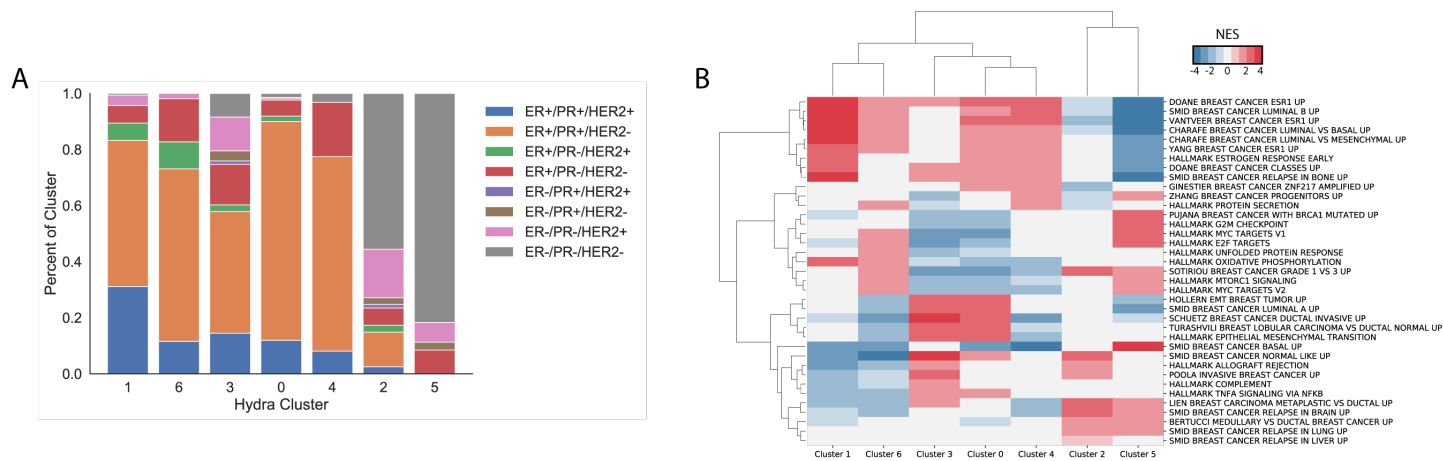 A
B
NES
-4 -2 0 2 4
1.0
0.8
0.6
0.4
0.2
0.0
Percent of Cluster
1 6 3 0 4 2 5
Hydra Cluster
ER+/PR+/HER2+
ER+/PR+/HER2-
ER+/PR-/HER2+
ER+/PR-/HER2-
ER-/PR+/HER2+
ER-/PR+/HER2-
ER-/PR-/HER2+
ER-/PR-/HER2-
DOANE BREAST CANCER ESR1 UP
SMID BREAST CANCER LUMINAL B UP
VANTVEER BREAST CANCER ESR1 UP
CHARAFE BREAST CANCER LUMINAL VS BASAL UP
CHARAFE BREAST CANCER LUMINAL VS MESENCHYMAL UP
YANG BREAST CANCER ESR1 UP
HALLMARK ESTROGEN RESPONSE EARLY
DOANE BREAST CANCER CLASSES UP
SMID BREAST CANCER RELAPSE IN BONE UP
GINESTIER BREAST CANCER ZNF217 AMPLIFIED UP
ZHANG BREAST CANCER PROGENITORS UP
HALLMARK PROTEIN SECRETION
PUJANA BREAST CANCER WITH BRCA1 MUTATED UP
HALLMARK G2M CHECKPOINT
HALLMARK MYC TARGETS V1
HALLMARK E2F TARGETS
HALLMARK UNFOLDED PROTEIN RESPONSE
HALLMARK OXIDATIVE PHOSPHORYLATION
SOTIRIOU BREAST CANCER GRADE 1 VS 3 UP
HALLMARK MTORC1 SIGNALING
HALLMARK MYC TARGETS V2
HOLLERN EMT BREAST TUMOR UP
SMID BREAST CANCER LUMINAL A UP
SCHUETZ BREAST CANCER DUCTAL INVASIVE UP
TURASHVILI BREAST LOBULAR CARCINOMA VS DUCTAL NORMAL UP
HALLMARK EPITHELIAL MESENCHYMAL TRANSITION
SMID BREAST CANCER BASAL UP
SMID BREAST CANCER NORMAL LIKE UP
HALLMARK ALLOGRAFT REJECTION
POOLA INVASIVE BREAST CANCER UP
HALLMARK COMPLEMENT
HALLMARK TNFA SIGNALING VIA NFKB
LIEN BREAST CARCINOMA METAPLASTIC VS DUCTAL UP
SMID BREAST CANCER RELAPSE IN BRAIN UP
BERTUCCI MEDULLARY VS DUCTAL BREAST CANCER UP
SMID BREAST CANCER RELAPSE IN LUNG UP
SMID BREAST CANCER RELAPSE IN LIVER UP
Cluster 1 Cluster 6 Cluster 3 Cluster 0 Cluster 4 Cluster 2 Cluster 5